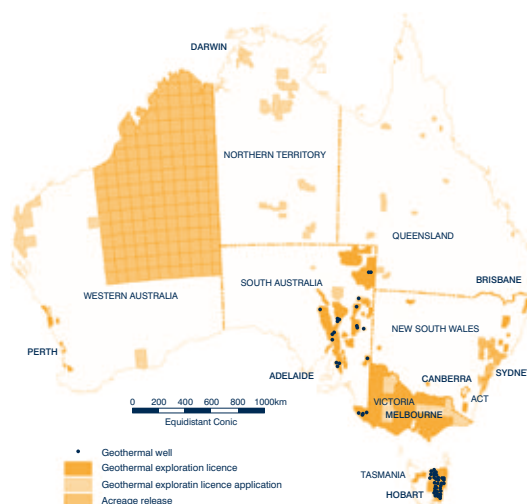 DARWIN
NORTHERN TERRITORY
QUEENSLAND
SOUTH AUSTRALIA
BRISBANE
WESTERN AUSTRALIA
NEW SOUTH WALES
PERTH
SYDNEY
ADELAIDE
CANBERRA
ACT
VICTORIA
MELBOURNE
0 200 400 600 800 1000km
Equidistant Conic
TASMANIA
HOBART
Geothermal well
Geothermal exploration licence
Geothermal exploratin licence application
Acreage release